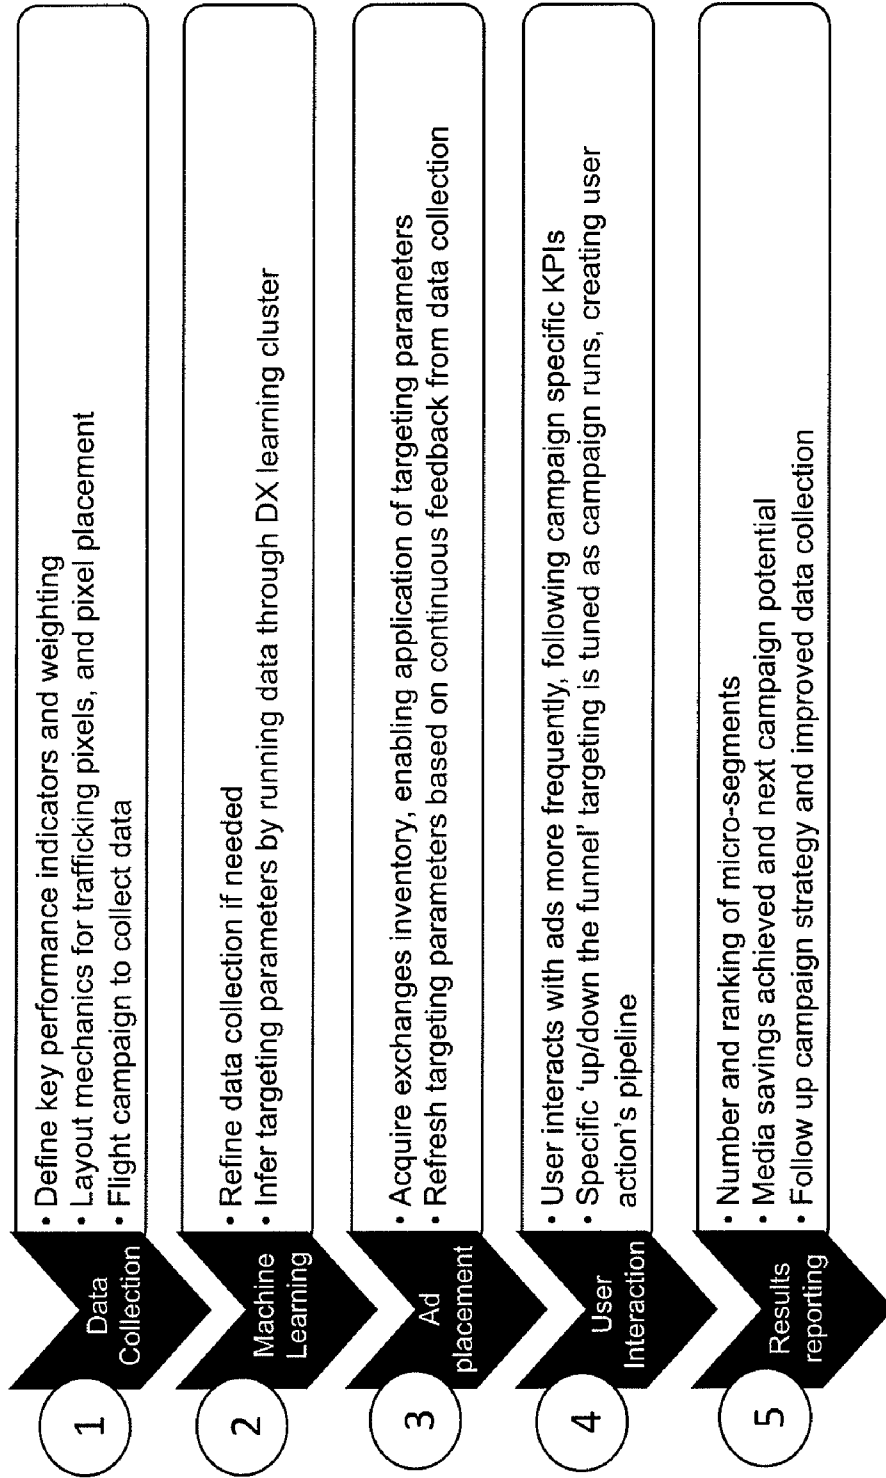 1
Data
Collection
• Define key performance indicators and weighting
• Layout mechanics for trafficking pixels, and pixel placement
• Flight campaign to collect data
2
Machine
Learning
• Refine data collection if needed
• Infer targeting parameters by running data through DX learning cluster
3
Ad
placement
• Acquire exchanges inventory, enabling application of targeting parameters
• Refresh targeting parameters based on continuous feedback from data collection
4
User
Interaction
• User interacts with ads more frequently, following campaign specific KPIs
• Specific ‘up/down the funnel’ targeting is tuned as campaign runs, creating user
action’s pipeline
5
Results
reporting
• Number and ranking of micro-segments
• Media savings achieved and next campaign potential
• Follow up campaign strategy and improved data collection